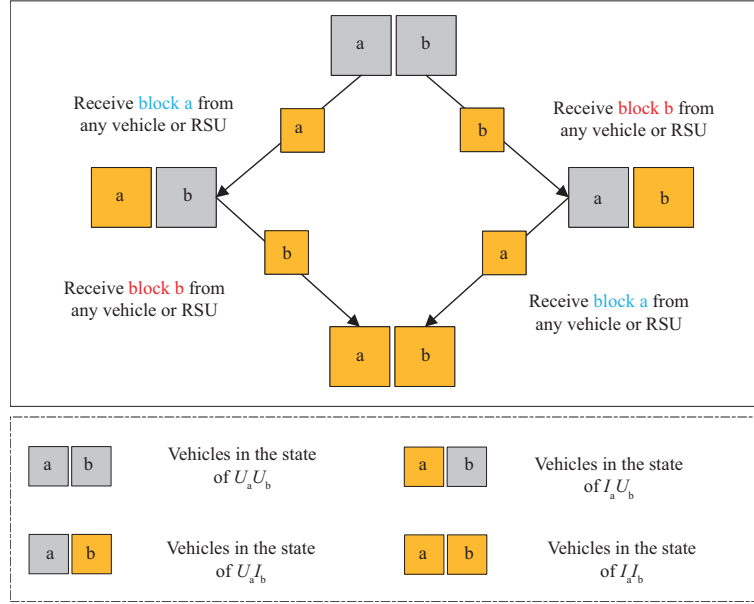 a b
Receive block a from
any vehicle or RSU
a
b
Receive block b from
any vehicle or RSU
a b
a b
b
a
Receive block b from
any vehicle or RSU
Receive block a from
any vehicle or RSU
a b
a b
Vehicles in the state
of UaUb
a b
Vehicles in the state
of IaUb
a b
Vehicles in the state
of UaIb
a b
Vehicles in the state
of IaIb